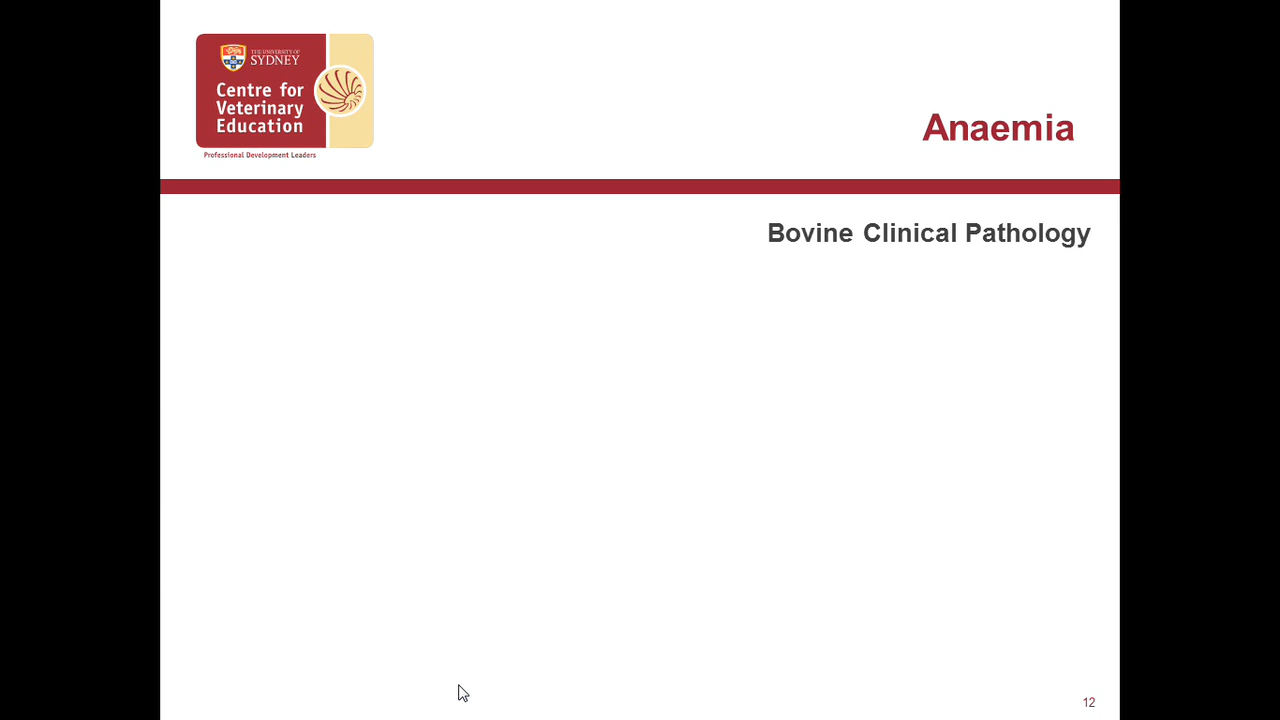 THE UNIVERSITY OF
SYDNEY
Centre for
Veterinary
Education
Professional Development Leaders
Anaemia
Bovine Clinical Pathology
12